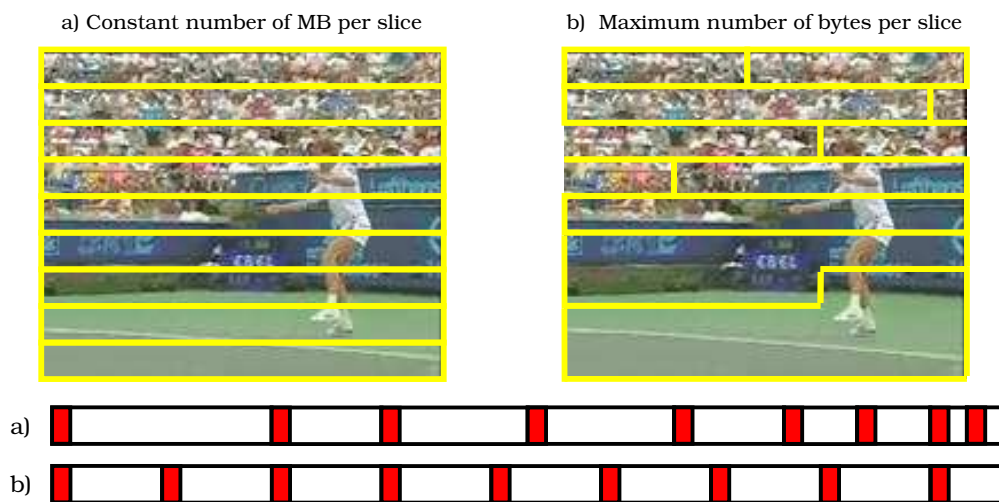 a) Constant number of MB per slice
b) Maximum number of bytes per slice
a)
b)